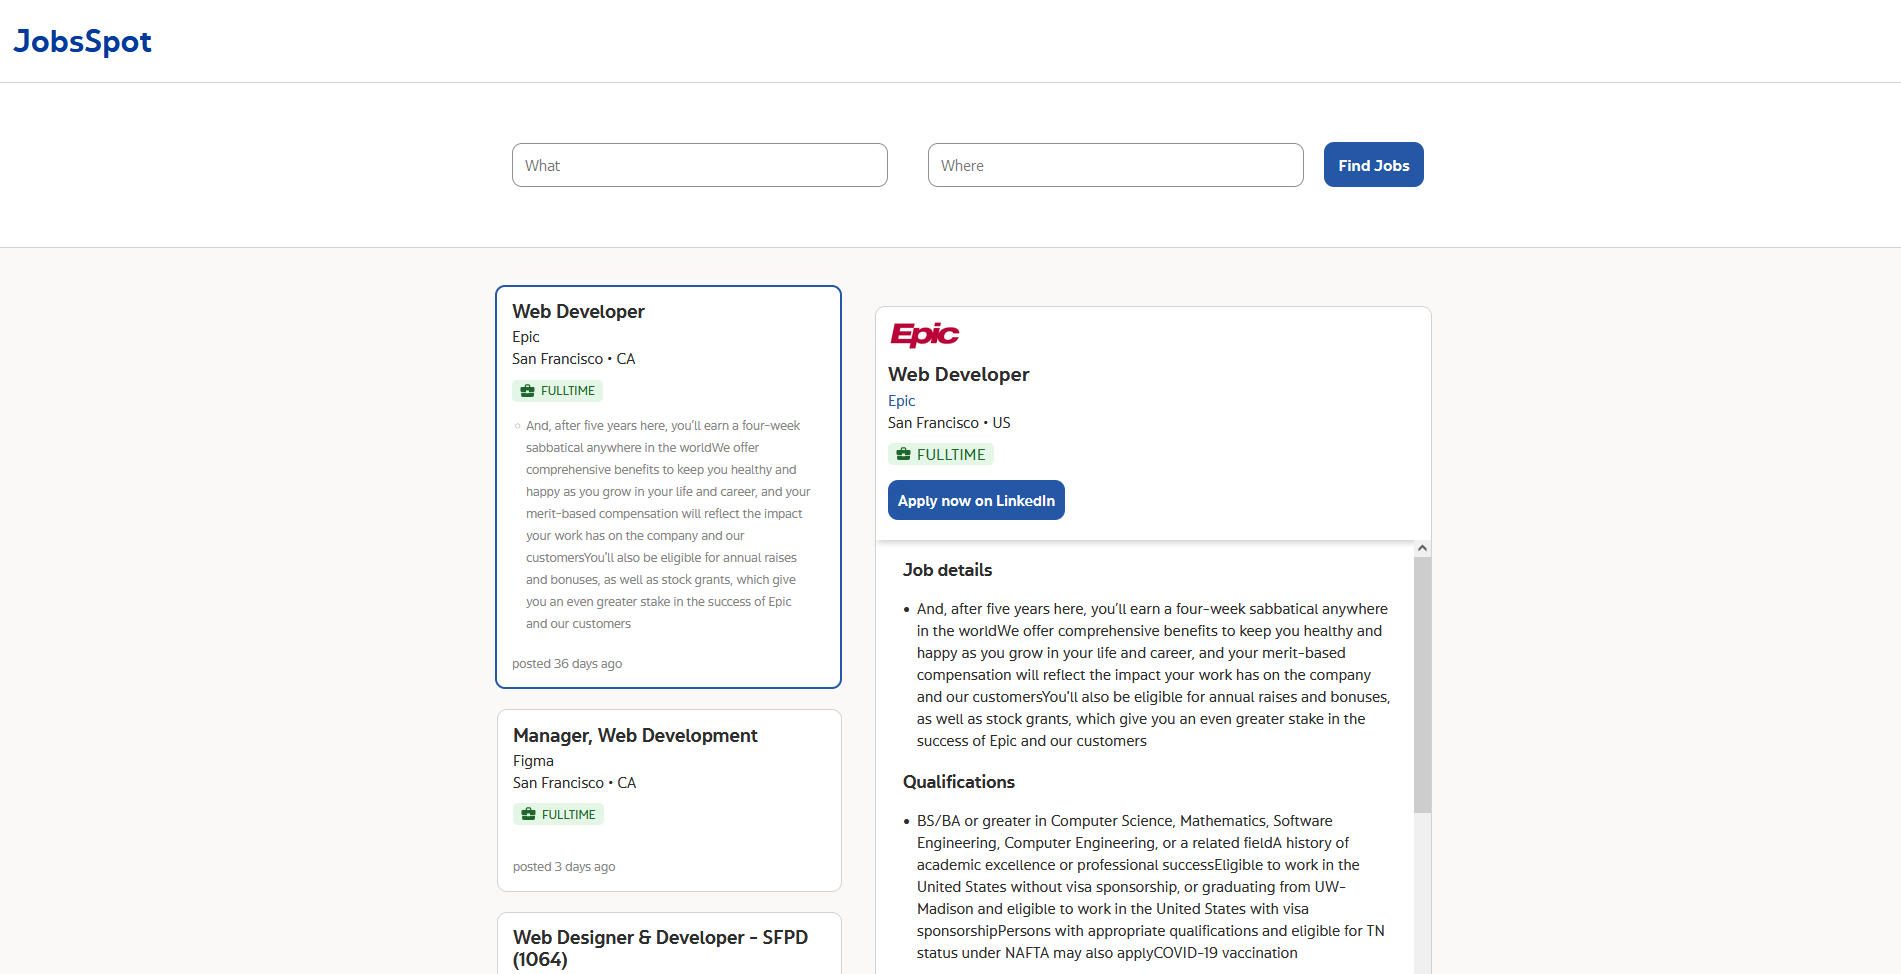 JobsSpot
What
Where
Find Jobs
Web Developer
Epic
San Francisco • CA
FULLTIME
And, after five years here, you’ll earn a four-week
sabbatical anywhere in the worldWe offer
comprehensive benefits to keep you healthy and
happy as you grow in your life and career, and your
merit-based compensation will reflect the impact
your work has on the company and our
customersYou'll also be eligible for annual raises
and bonuses, as well as stock grants, which give
you an even greater stake in the success of Epic
and our customers
posted 36 days ago
Manager, Web Development
Figma
San Francisco • CA
FULLTIME
posted 3 days ago
Web Designer & Developer - SFPD
(1064)
Epic
Web Developer
Epic
San Francisco • US
FULLTIME
Apply now on LinkedIn
Job details
• And, after five years here, you’ll earn a four-week sabbatical anywhere
in the worldWe offer comprehensive benefits to keep you healthy and
happy as you grow in your life and career, and your merit-based
compensation will reflect the impact your work has on the company
and our customersYou'll also be eligible for annual raises and bonuses,
as well as stock grants, which give you an even greater stake in the
success of Epic and our customers
Qualifications
• BS/BA or greater in Computer Science, Mathematics, Software
Engineering, Computer Engineering, or a related fieldA history of
academic excellence or professional successEligible to work in the
United States without visa sponsorship, or graduating from UW-
Madison and eligible to work in the United States with visa
sponsorshipPersons with appropriate qualifications and eligible for TN
status under NAFTA may also applyCOVID-19 vaccination